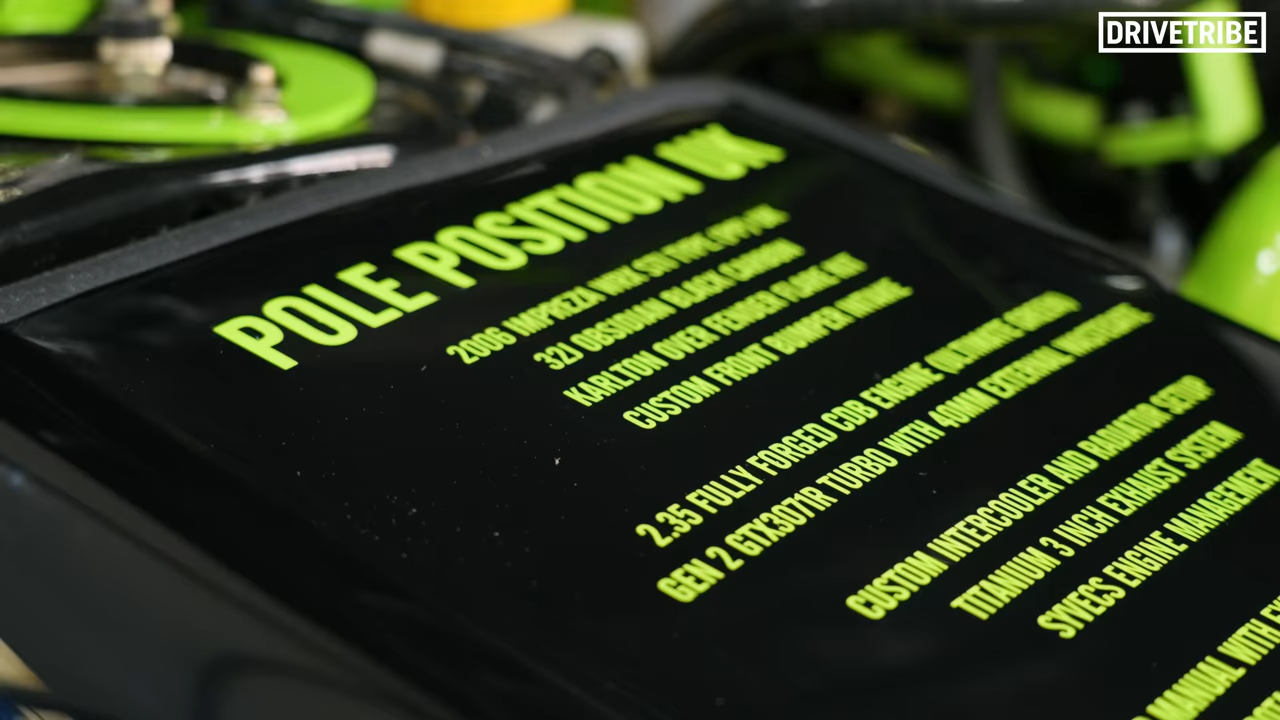 DRIVETRIBE
POLE POSITION UK
2006 IMPREZA WRX STI TYPE UK
32J OBSIDIAN BLACK CARBON
KARLTON OVER FENDER FLARE KIT
CUSTOM FRONT BUMPER INTAKE
2.35 FULLY FORGED CDB ENGINE
GEN 2 GTX3071R TURBO WITH 40MM EXTERNAL WASTEGATE
CUSTOM INTERCOOLER AND RADIATOR SETUP
TITANIUM 3 INCH EXHAUST SYSTEM
SYVECS ENGINE MANAGEMENT
MANUAL WITH